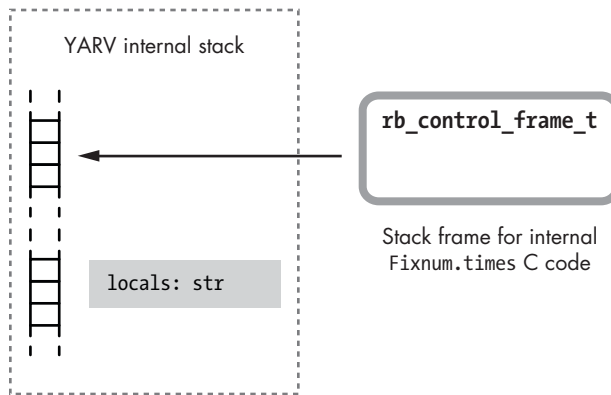 YARV internal stack
rb_control_frame_t
Stack frame for internal
Fixnum.times C code
locals: str